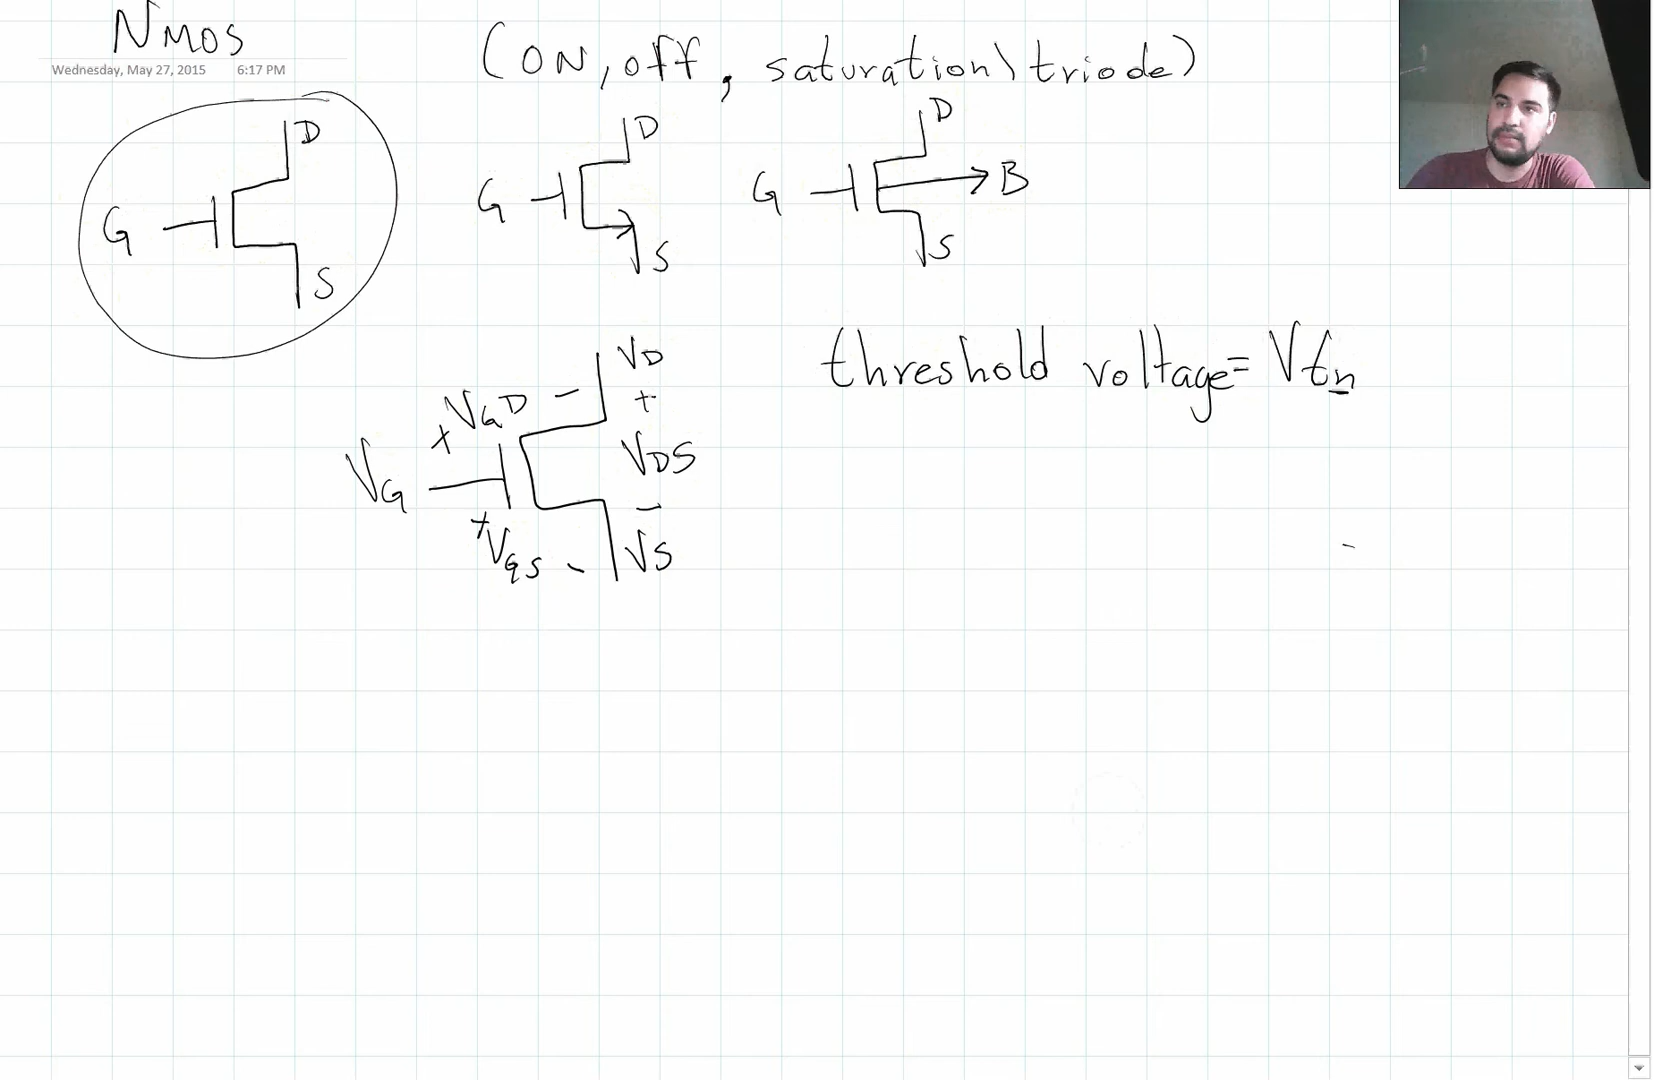 NMOS
(ON, off, saturation\triode)
Wednesday, May 27, 2015 6:17 PM
D
G
S
D
G
S
D
G
B
S
threshold voltage= Vtn
VD
+ VGD -
+
VG
VDS
-
+ VGS -
VS